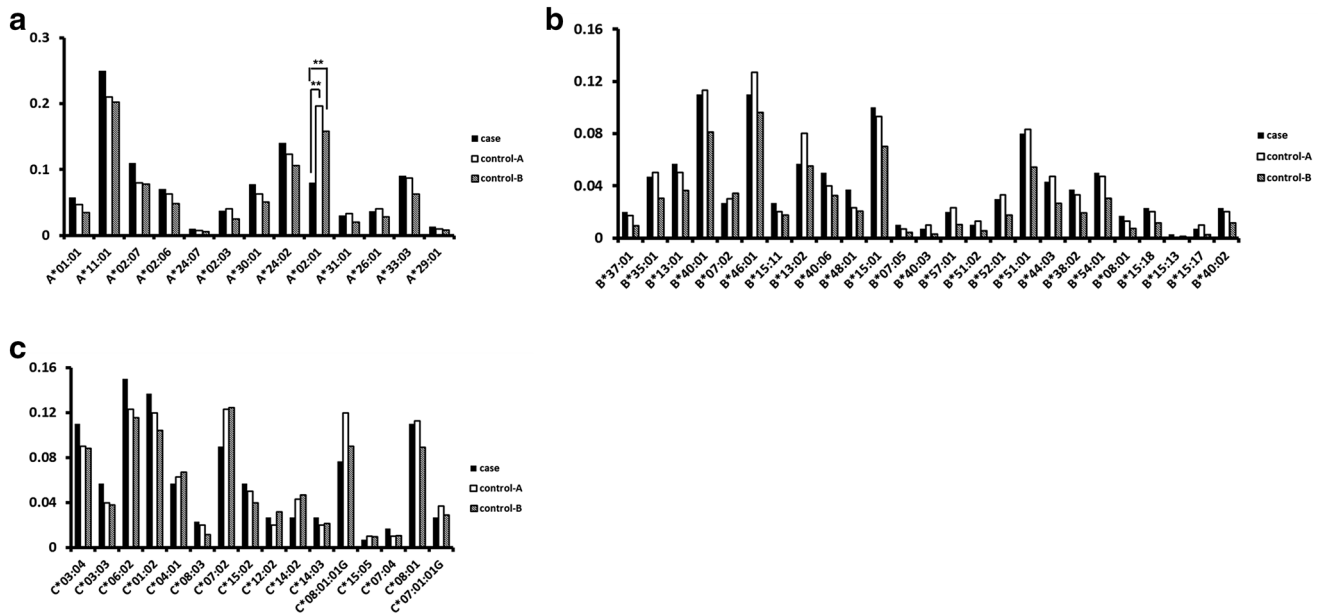 a
0.3
0.2
0.1
0
**
**
case
control-A
control-B
A*01:01
A*11:01
A*02:07
A*02:06
A*24:07
A*02:03
A*30:01
A*24:02
A*02:01
A*31:01
A*26:01
A*33:03
A*29:01
b
0.16
0.12
0.08
0.04
0
case
control-A
control-B
B*37:01
B*35:01
B*13:01
B*40:01
B*07:02
B*46:01
B*15:11
B*13:02
B*40:06
B*48:01
B*15:01
B*07:05
B*40:03
B*57:01
B*51:02
B*52:01
B*51:01
B*44:03
B*38:02
B*54:01
B*08:01
B*15:18
B*15:13
B*15:17
B*40:02
c
0.16
0.12
0.08
0.04
0
case
control-A
control-B
C*03:04
C*03:03
C*06:02
C*01:02
C*04:01
C*08:03
C*07:02
C*15:02
C*12:02
C*14:02
C*14:03
C*08:01:01G
C*15:05
C*07:04
C*08:01
C*07:01:01G